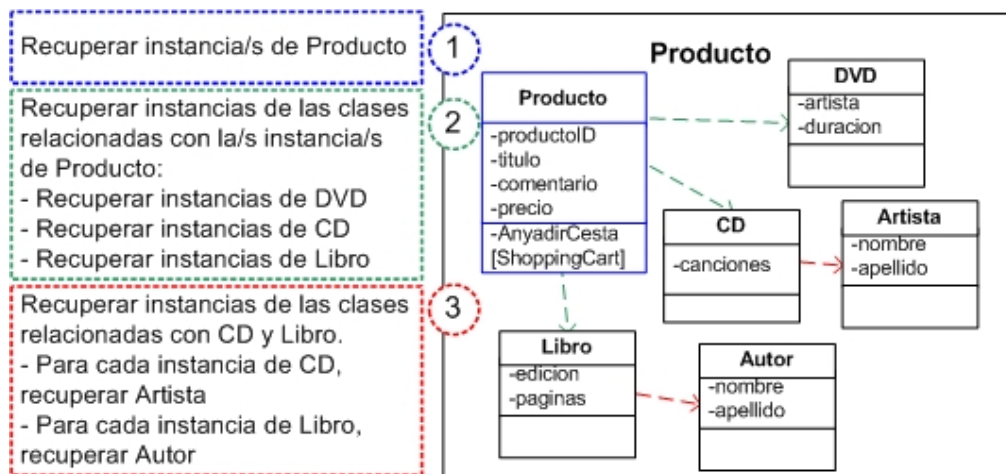 Recuperar instancia/s de Producto
1
Recuperar instancias de las clases
relacionadas con la/s instancia/s
de Producto:
- Recuperar instancias de DVD
- Recuperar instancias de CD
- Recuperar instancias de Libro
2
Recuperar instancias de las clases
relacionadas con CD y Libro.
- Para cada instancia de CD,
recuperar Artista
- Para cada instancia de Libro,
recuperar Autor
3
Producto
Producto
-productoID
-titulo
-comentario
-precio
-AnyadirCesta
[ShoppingCart]
DVD
-artista
-duracion
CD
-canciones
Artista
-nombre
-apellido
Libro
-edicion
-paginas
Autor
-nombre
-apellido